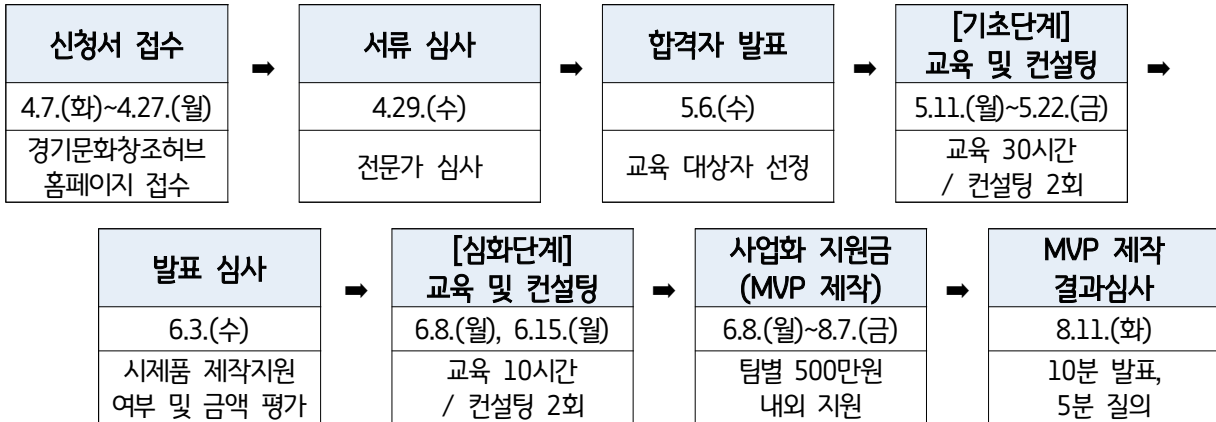 신청서 접수
4.7.(화)~4.27.(월)
경기문화창조허브
홈페이지 접수
➡
서류 심사
4.29.(수)
전문가 심사
➡
합격자 발표
5.6.(수)
교육 대상자 선정
➡
[기초단계]
교육 및 컨설팅
5.11.(월)~5.22.(금)
교육 30시간
/ 컨설팅 2회
➡
발표 심사
6.3.(수)
시제품 제작지원
여부 및 금액 평가
➡
[심화단계]
교육 및 컨설팅
6.8.(월), 6.15.(월)
교육 10시간
/ 컨설팅 2회
➡
사업화 지원금
(MVP 제작)
6.8.(월)~8.7.(금)
팀별 500만원
내외 지원
➡
MVP 제작
결과심사
8.11.(화)
10분 발표,
5분 질의